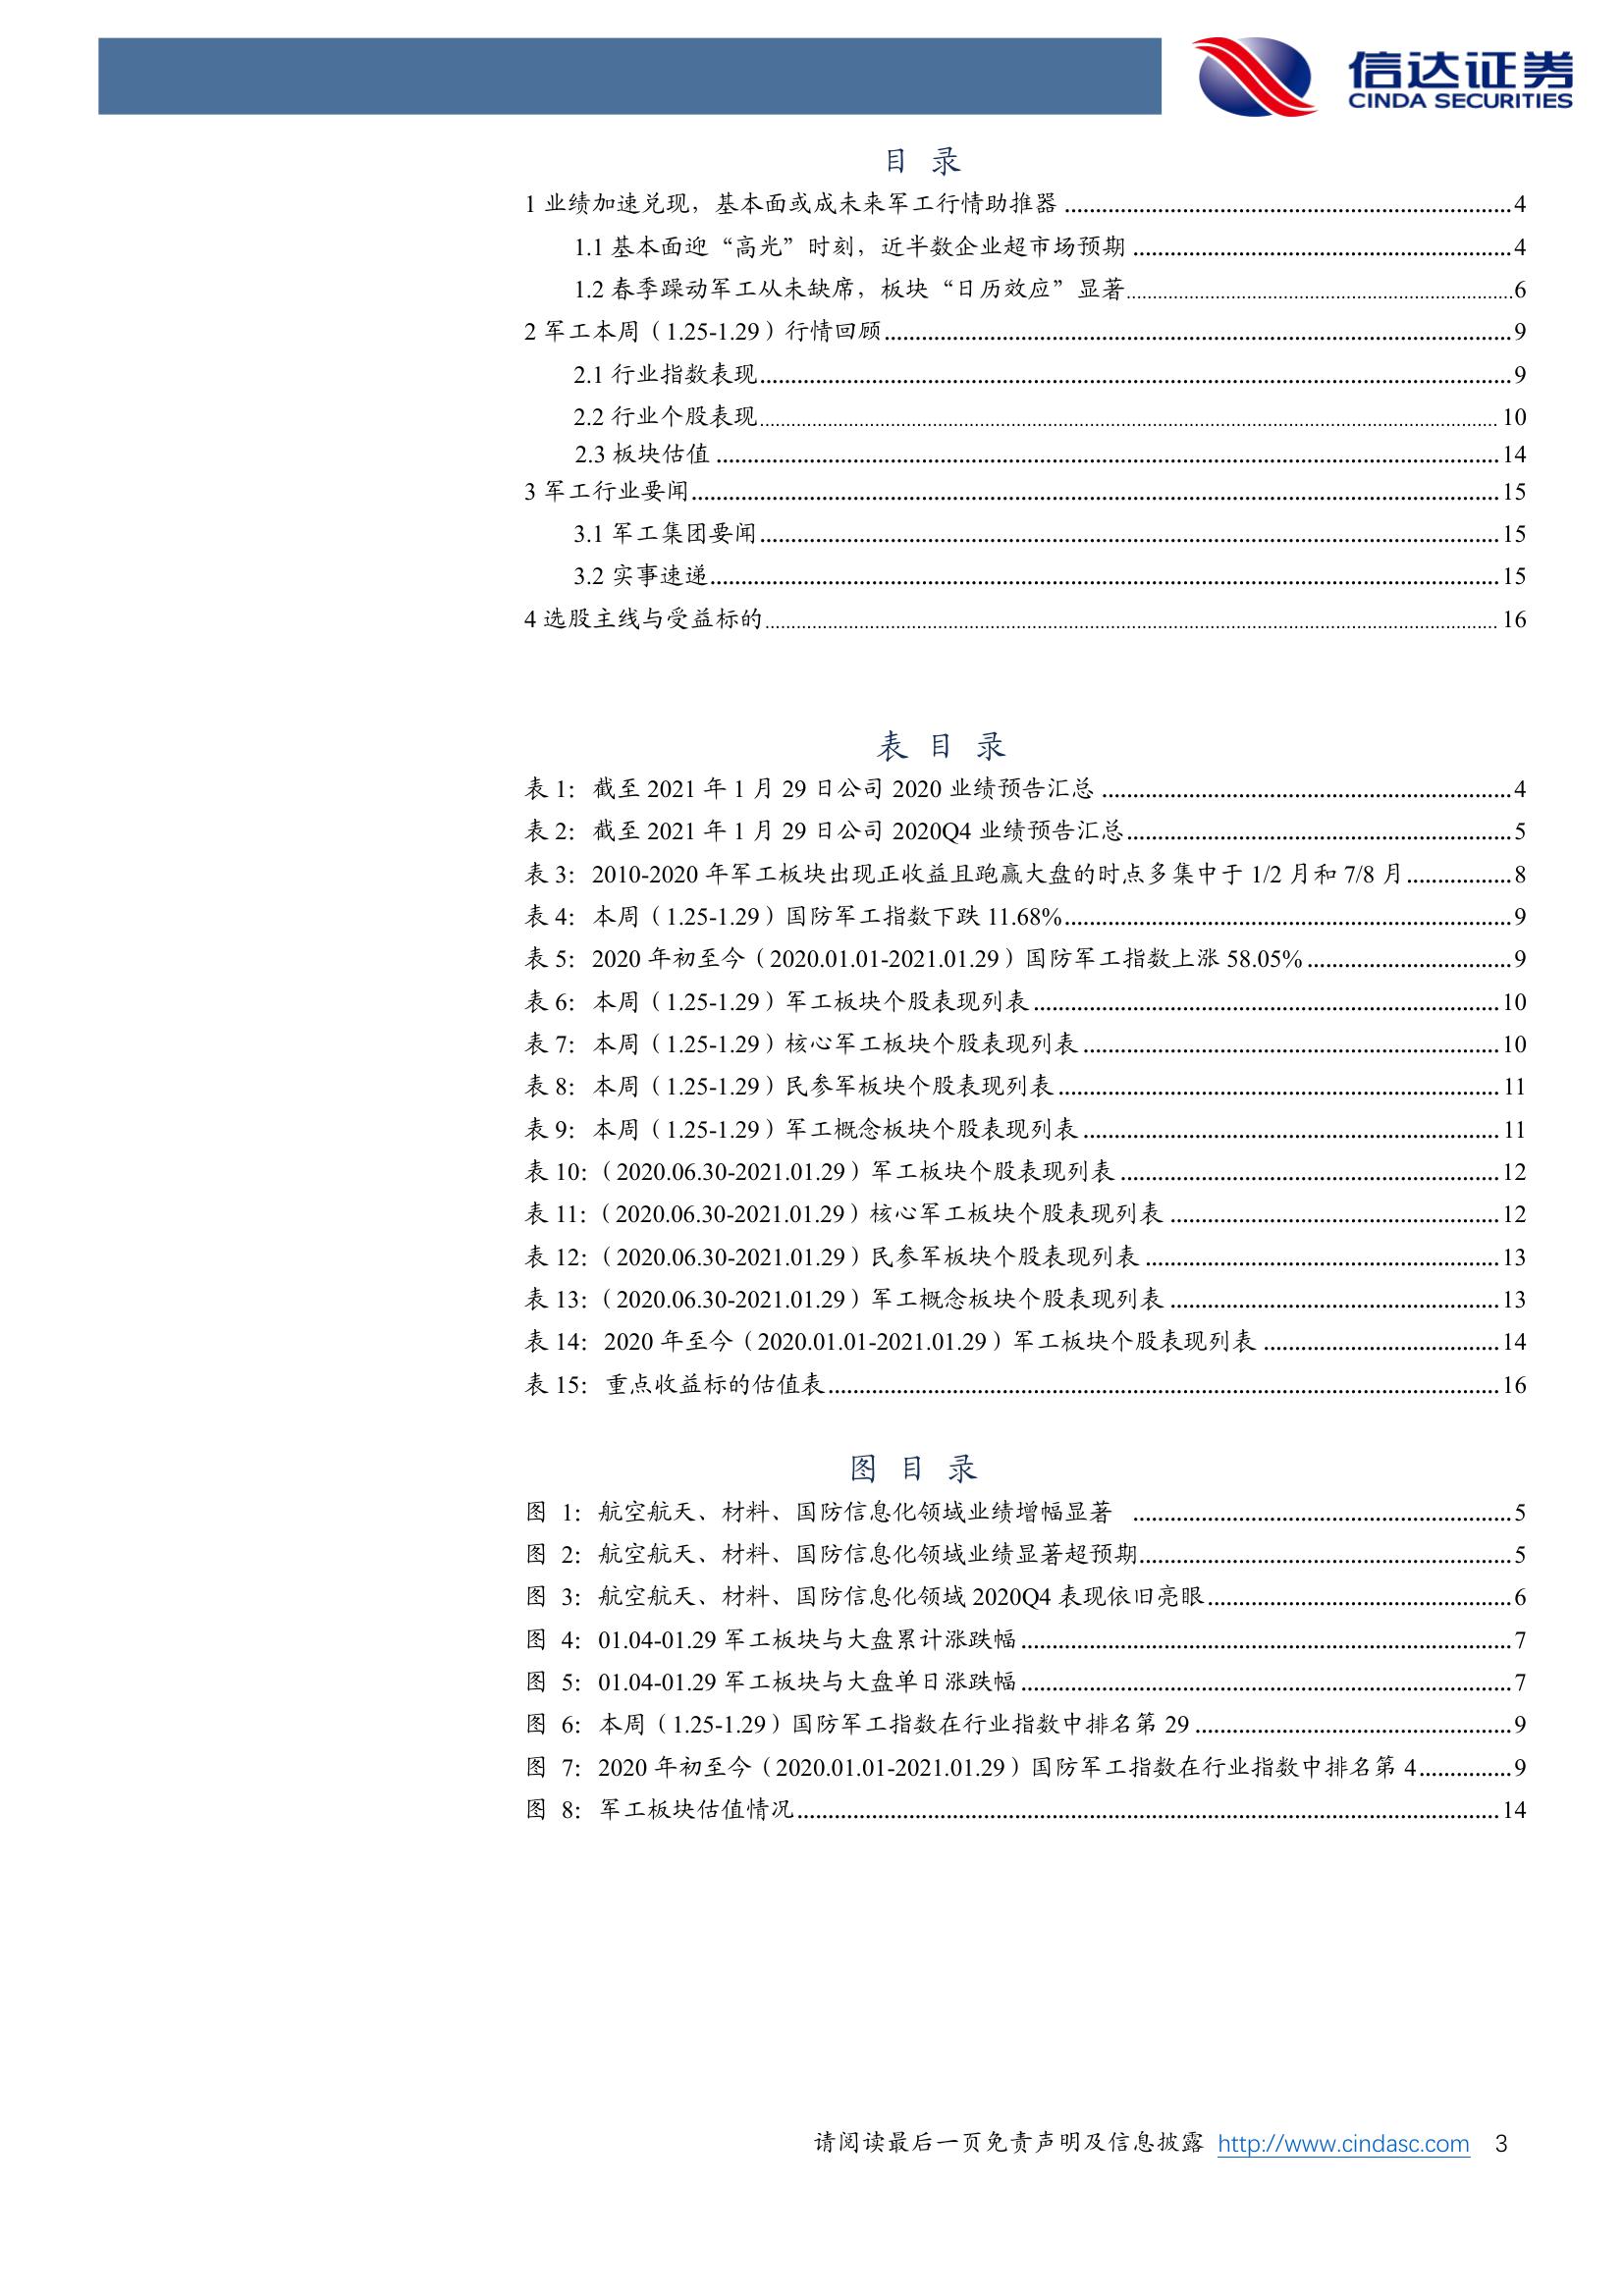 信达证券
CINDA SECURITIES
目 录
1 业绩加速兑现，基本面或成未来军工行情助推器 ........ 4
1.1 基本面迎“高光”时刻，近半数企业超市场预期 ........ 4
1.2 春季躁动军工从未缺席，板块“日历效应”显著 ........ 6
2 军工本周（1.25-1.29）行情回顾 ........ 9
2.1 行业指数表现 ........ 9
2.2 行业个股表现 ........ 10
2.3 板块估值 ........ 14
3 军工行业要闻 ........ 15
3.1 军工集团要闻 ........ 15
3.2 实事速递 ........ 15
4 选股主线与受益标的 ........ 16
表 目 录
表 1：截至 2021 年 1 月 29 日公司 2020 业绩预告汇总 ........ 4
表 2：截至 2021 年 1 月 29 日公司 2020Q4 业绩预告汇总 ........ 5
表 3：2010-2020 年军工板块出现正收益且跑赢大盘的时点多集中于 1/2 月和 7/8 月 ........ 8
表 4：本周（1.25-1.29）国防军工指数下跌 11.68% ........ 9
表 5：2020 年初至今（2020.01.01-2021.01.29）国防军工指数上涨 58.05% ........ 9
表 6：本周（1.25-1.29）军工板块个股表现列表 ........ 10
表 7：本周（1.25-1.29）核心军工板块个股表现列表 ........ 10
表 8：本周（1.25-1.29）民参军板块个股表现列表 ........ 11
表 9：本周（1.25-1.29）军工概念板块个股表现列表 ........ 11
表 10：（2020.06.30-2021.01.29）军工板块个股表现列表 ........ 12
表 11：（2020.06.30-2021.01.29）核心军工板块个股表现列表 ........ 12
表 12：（2020.06.30-2021.01.29）民参军板块个股表现列表 ........ 13
表 13：（2020.06.30-2021.01.29）军工概念板块个股表现列表 ........ 13
表 14：2020 年至今（2020.01.01-2021.01.29）军工板块个股表现列表 ........ 14
表 15：重点收益标的估值表 ........ 16
图 目 录
图 1：航空航天、材料、国防信息化领域业绩增幅显著 ........ 5
图 2：航空航天、材料、国防信息化领域业绩显著超预期 ........ 5
图 3：航空航天、材料、国防信息化领域 2020Q4 表现依旧亮眼 ........ 6
图 4：01.04-01.29 军工板块与大盘累计涨跌幅 ........ 7
图 5：01.04-01.29 军工板块与大盘单日涨跌幅 ........ 7
图 6：本周（1.25-1.29）国防军工指数在行业指数中排名第 29 ........ 9
图 7：2020 年初至今（2020.01.01-2021.01.29）国防军工指数在行业指数中排名第 4 ........ 9
图 8：军工板块估值情况 ........ 14
请阅读最后一页免责声明及信息披露 http://www.cindasc.com 3